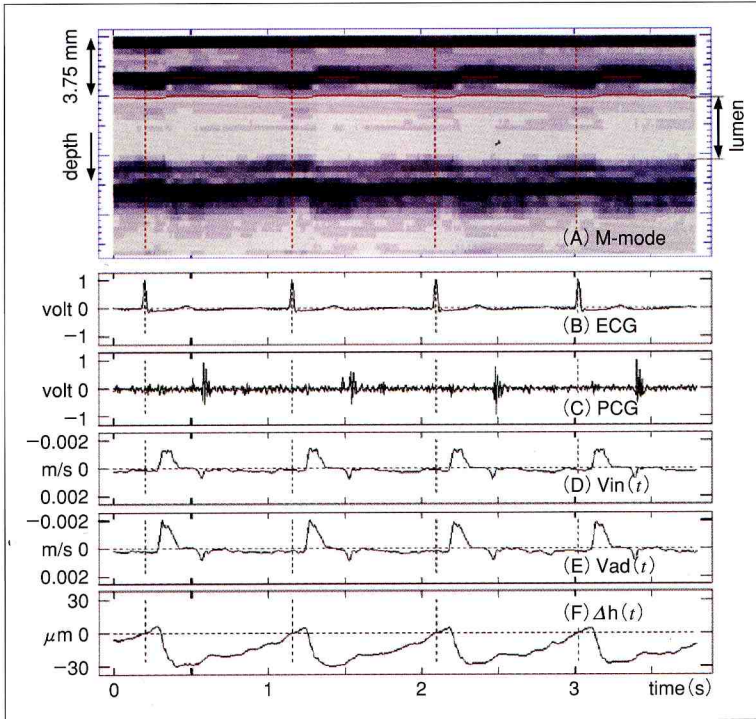 3.75 mm
depth
lumen
(A) M-mode
1
volt 0
−1
(B) ECG
1
volt 0
−1
(C) PCG
−0.002
m/s 0
0.002
(D) Vin(t)
−0.002
m/s 0
0.002
(E) Vad(t)
30
μm 0
−30
(F) Δh(t)
0 1 2 3 time(s)